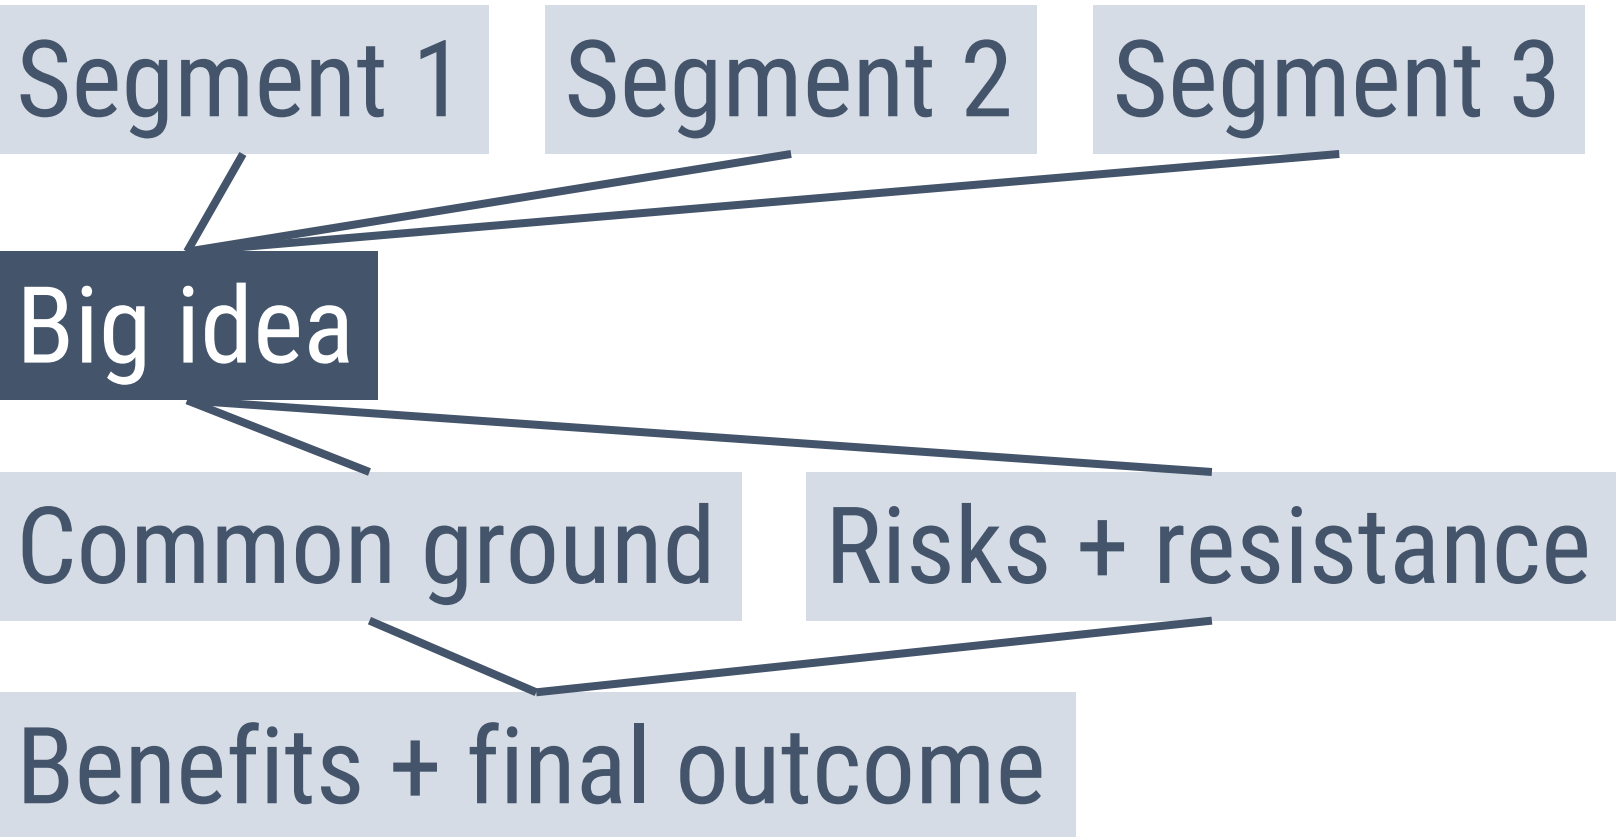 Segment 1
Segment 2
Segment 3
Big idea
Common ground
Risks + resistance
Benefits + final outcome